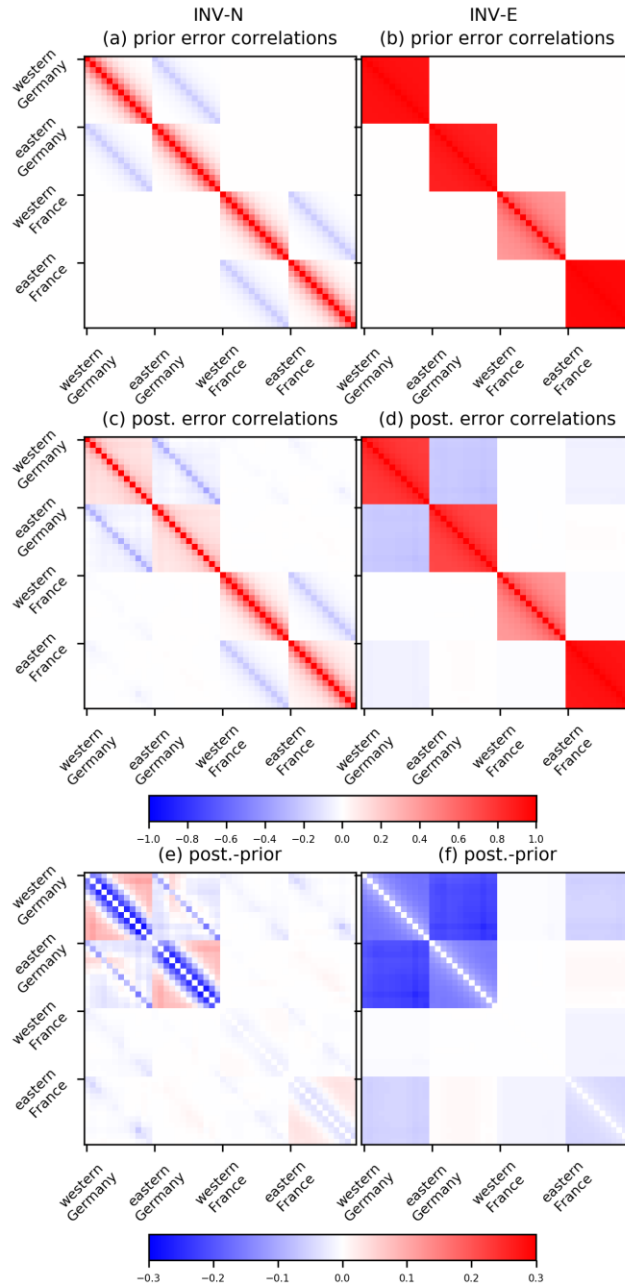 INV-N INV-E
(a) prior error correlations (b) prior error correlations
western Germany
eastern Germany
western France
eastern France
western Germany eastern Germany western France eastern France western Germany eastern Germany western France eastern France
(c) post. error correlations (d) post. error correlations
western Germany
eastern Germany
western France
eastern France
western Germany eastern Germany western France eastern France western Germany eastern Germany western France eastern France
−1.0 −0.8 −0.6 −0.4 −0.2 0.0 0.2 0.4 0.6 0.8 1.0
(e) post.-prior (f) post.-prior
western Germany
eastern Germany
western France
eastern France
western Germany eastern Germany western France eastern France western Germany eastern Germany western France eastern France
−0.3 −0.2 −0.1 0.0 0.1 0.2 0.3